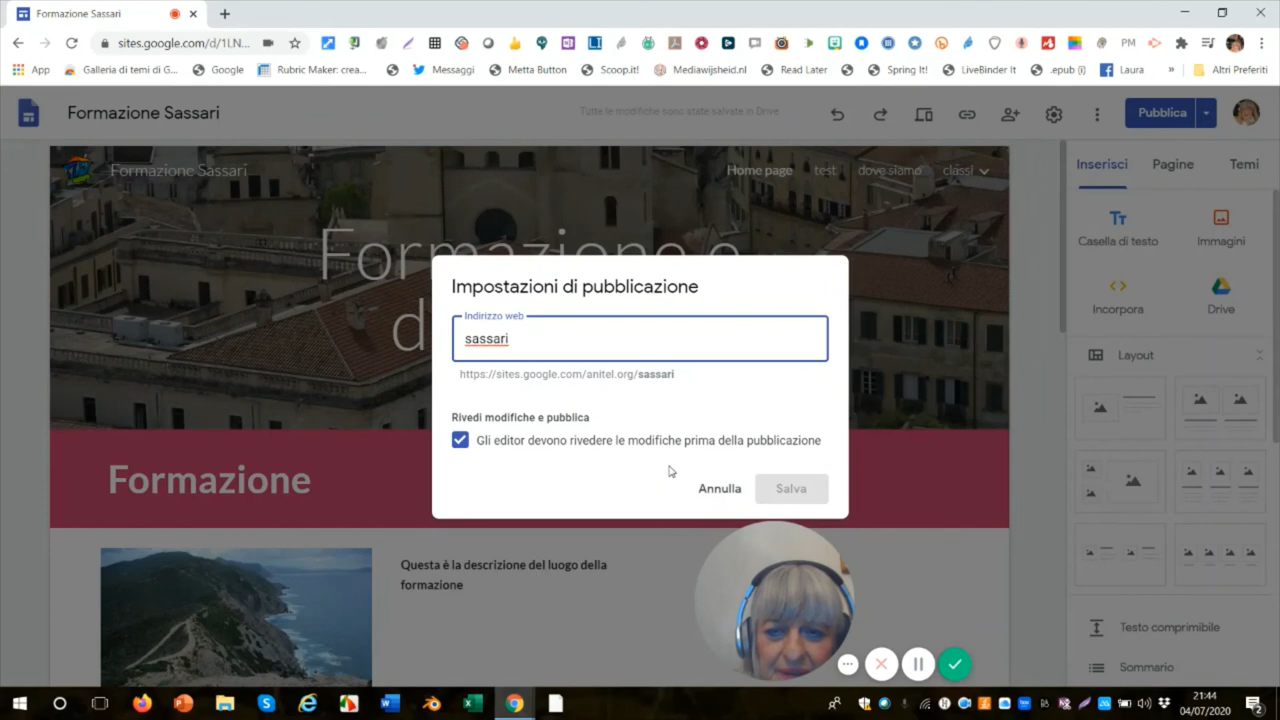 Formazione Sassari
sites.google.com/d/1LN...
App
Galleria di temi di G...
Google
Rubric Maker: crea...
Messaggi
Metta Button
Scoop.it!
Mediawijsheid.nl
Read Later
Spring It!
LiveBinder It
.epub (i)
Laura
»
Altri Preferiti
PM
Formazione Sassari
Tutte le modifiche sono state salvate in Drive
Pubblica
Formazione Sassari
Home page
test
dove siamo
classi
Inserisci
Pagine
Temi
Casella di testo
Immagini
Incorpora
Drive
Layout
Testo comprimibile
Sommario
Formazione e
d
Impostazioni di pubblicazione
Indirizzo web
sassari
https://sites.google.com/anitel.org/sassari
Rivedi modifiche e pubblica
Gli editor devono rivedere le modifiche prima della pubblicazione
Annulla
Salva
Formazione
Questa è la descrizione del luogo della
formazione
21:44
04/07/2020